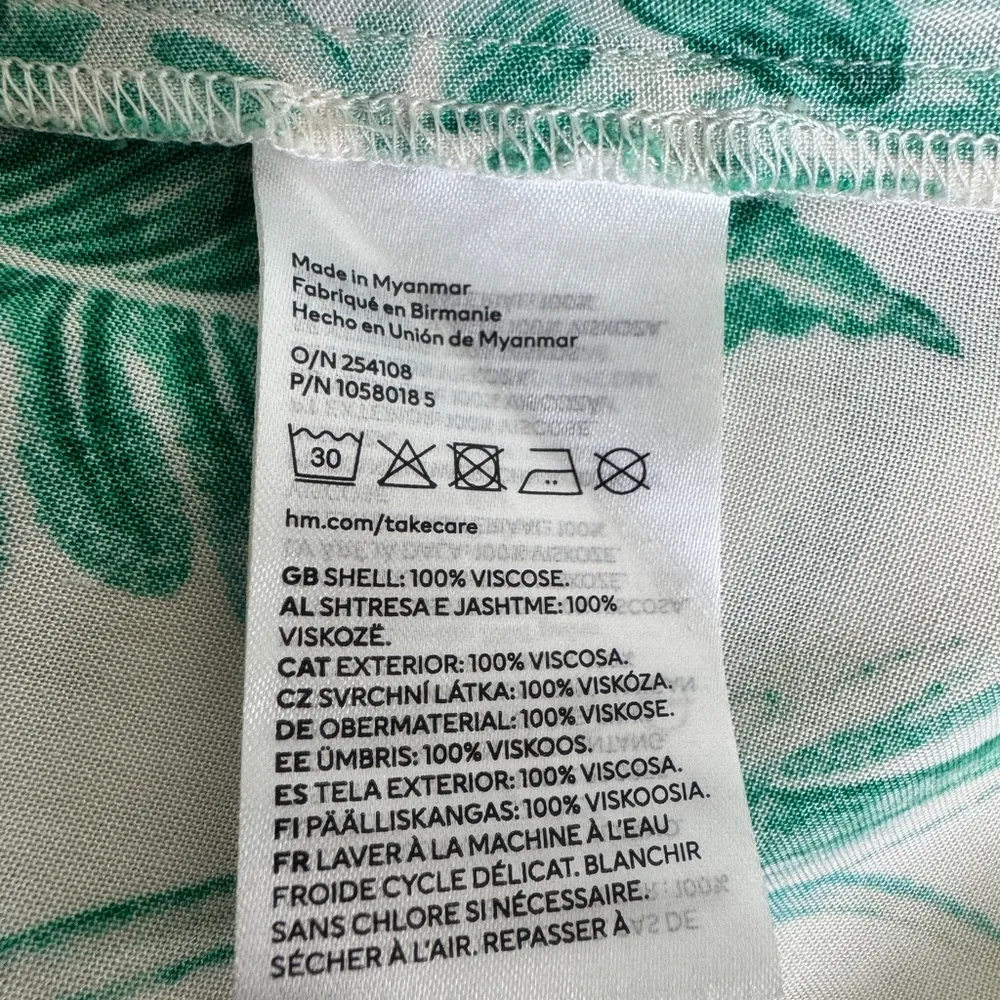 Made in Myanmar
Fabriqué en Birmanie
Hecho en Unión de Myanmar
O/N 254108
P/N 1058018 5
30
hm.com/takecare
GB SHELL: 100% VISCOSE.
AL SHTRESA E JASHTME: 100%
VISKOZË.
CAT EXTERIOR: 100% VISCOSA.
CZ SVRCHNÍ LÁTKA: 100% VISKÓZA.
DE OBERMATERIAL: 100% VISKOSE.
EE ÜMBRIS: 100% VISKOOS.
ES TELA EXTERIOR: 100% VISCOSA.
FI PÄÄLLISKANGAS: 100% VISKOOSIA.
FR LAVER À LA MACHINE À L'EAU
FROIDE CYCLE DÉLICAT. BLANCHIR
SANS CHLORE SI NÉCESSAIRE.
SÉCHER À L'AIR. REPASSER À